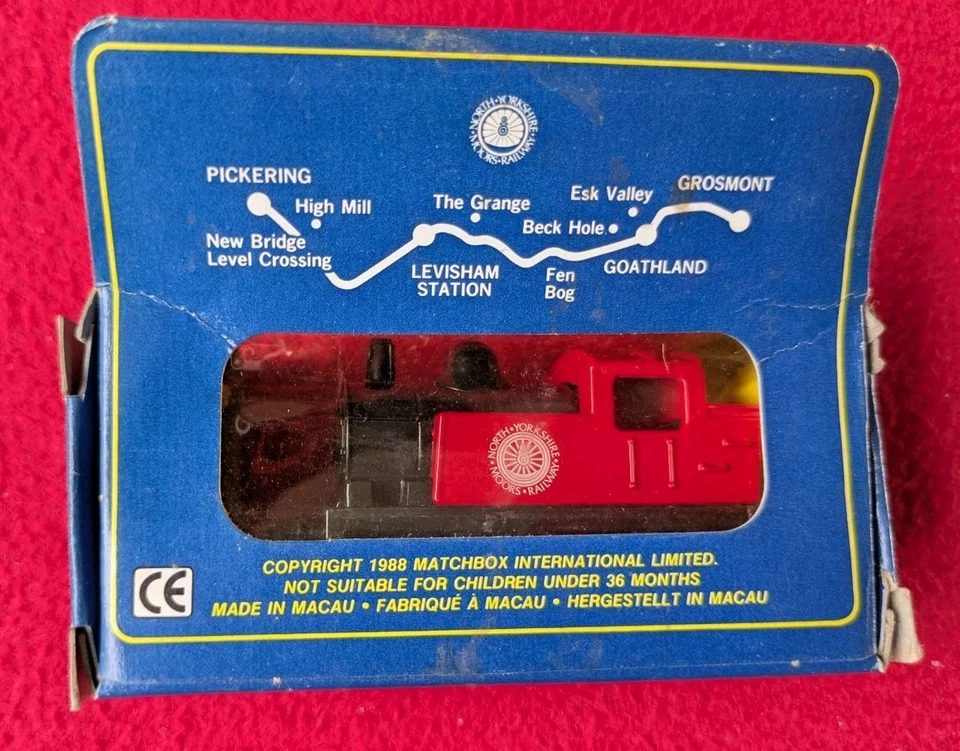 NORTH • YORKSHIRE • MOORS • RAILWAY •
PICKERING
High Mill
New Bridge
Level Crossing
The Grange
LEVISHAM
STATION
Esk Valley
Beck Hole
Fen
Bog
GROSMONT
GOATHLAND
NORTH • YORKSHIRE • MOORS • RAILWAY •
CE
COPYRIGHT 1988 MATCHBOX INTERNATIONAL LIMITED.
NOT SUITABLE FOR CHILDREN UNDER 36 MONTHS
MADE IN MACAU • FABRIQUÉ À MACAU • HERGESTELLT IN MACAU